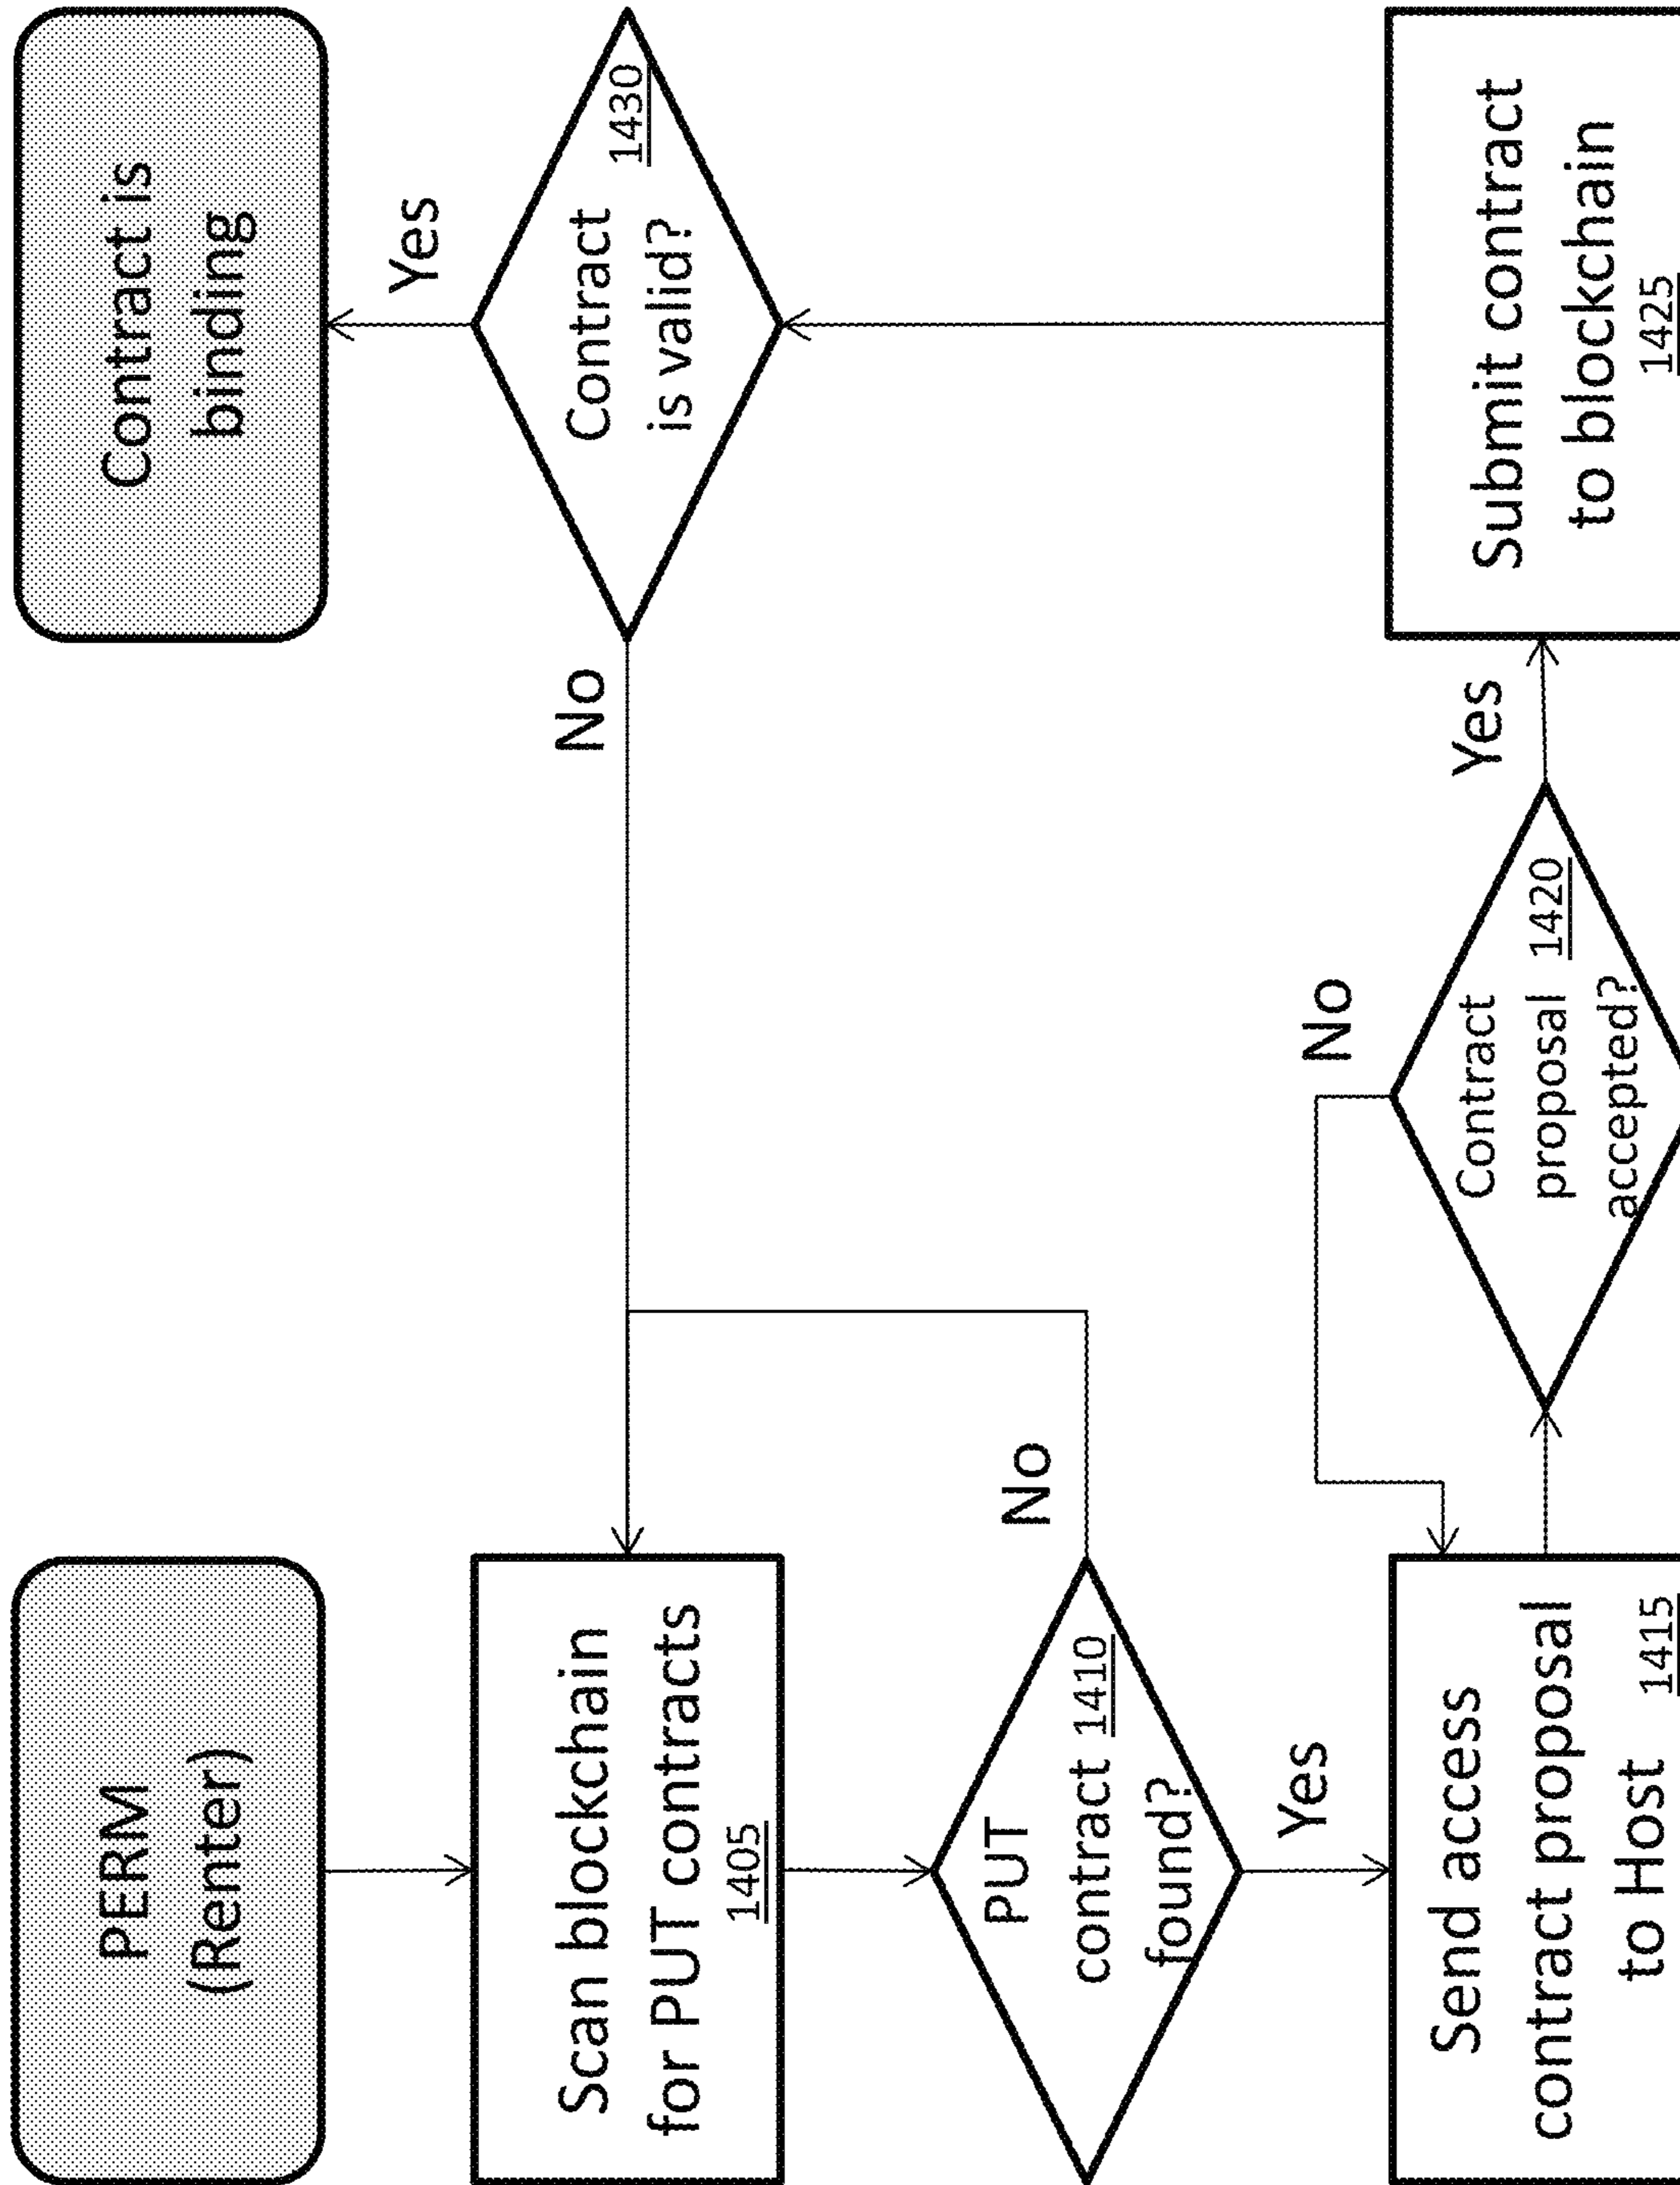 PERM
(Renter)
Scan blockchain
for PUT contracts
1405
PUT
contract 1410
found?
No
Yes
Send access
contract proposal
to Host 1415
No
Contract
proposal 1420
accepted?
Yes
Submit contract
to blockchain
1425
Contract 1430
is valid?
No
Yes
Contract is
binding